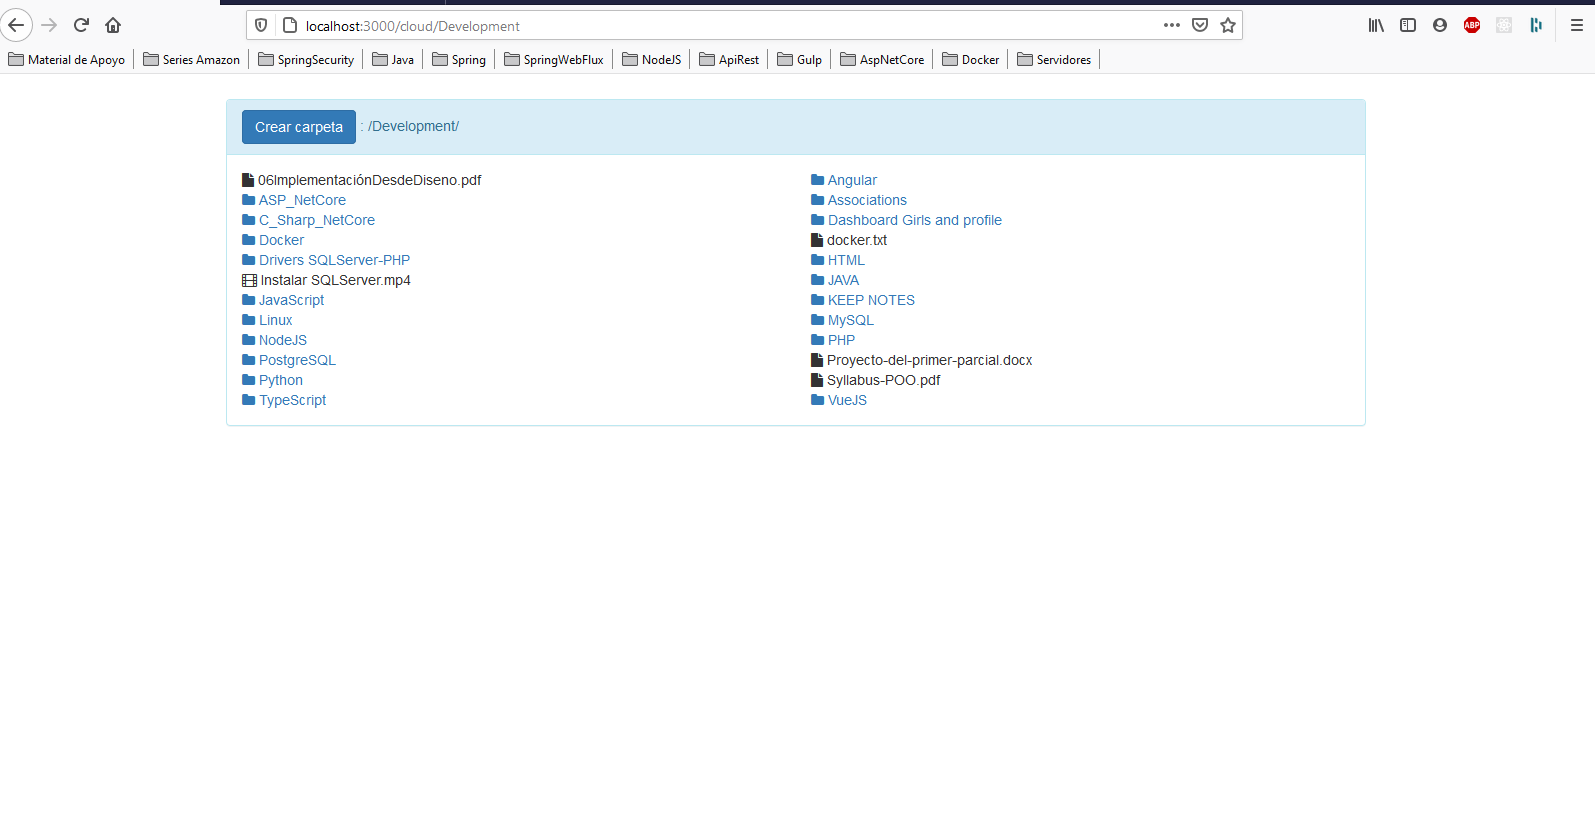 localhost:3000/cloud/Development
ABP
Material de Apoyo Series Amazon SpringSecurity Java Spring SpringWebFlux NodeJS ApiRest Gulp AspNetCore Docker Servidores
Crear carpeta : /Development/
06ImplementaciónDesdeDiseno.pdf Angular
ASP_NetCore Associations
C_Sharp_NetCore Dashboard Girls and profile
Docker docker.txt
Drivers SQLServer-PHP HTML
Instalar SQLServer.mp4 JAVA
JavaScript KEEP NOTES
Linux MySQL
NodeJS PHP
PostgreSQL Proyecto-del-primer-parcial.docx
Python Syllabus-POO.pdf
TypeScript VueJS